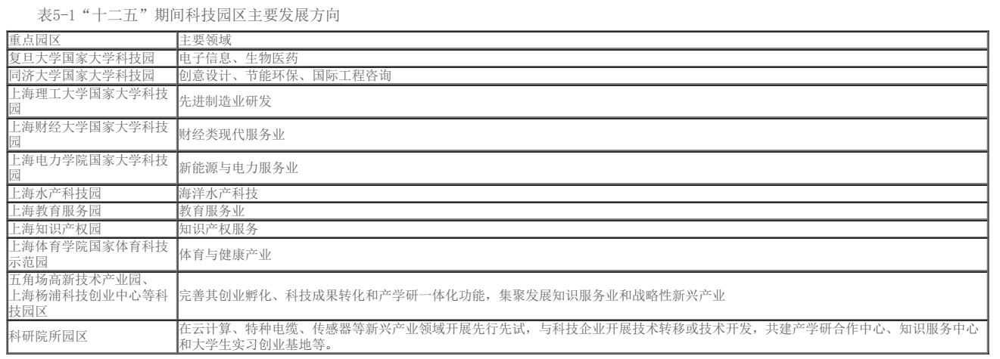 表5-1“十二五”期间科技园区主要发展方向
重点园区 主要领域
复旦大学国家大学科技园 电子信息、生物医药
同济大学国家大学科技园 创意设计、节能环保、国际工程咨询
上海理工大学国家大学科技
园
先进制造业研发
上海财经大学国家大学科技
园
财经类现代服务业
上海电力学院国家大学科技
园
新能源与电力服务业
上海水产科技园 海洋水产科技
上海教育服务园 教育服务业
上海知识产权园 知识产权服务
上海体育学院国家体育科技
示范园
体育与健康产业
五角场高新技术产业园、
上海杨浦科技创业中心等科
技园区
完善其创业孵化、科技成果转化和产学研一体化功能，集聚发展知识服务业和战略性新兴产业
科研院所园区
在云计算、特种电缆、传感器等新兴产业领域开展先行先试，与科技企业开展技术转移或技术开发，共建产学研合作中心、知识服务中心
和大学生实习创业基地等。